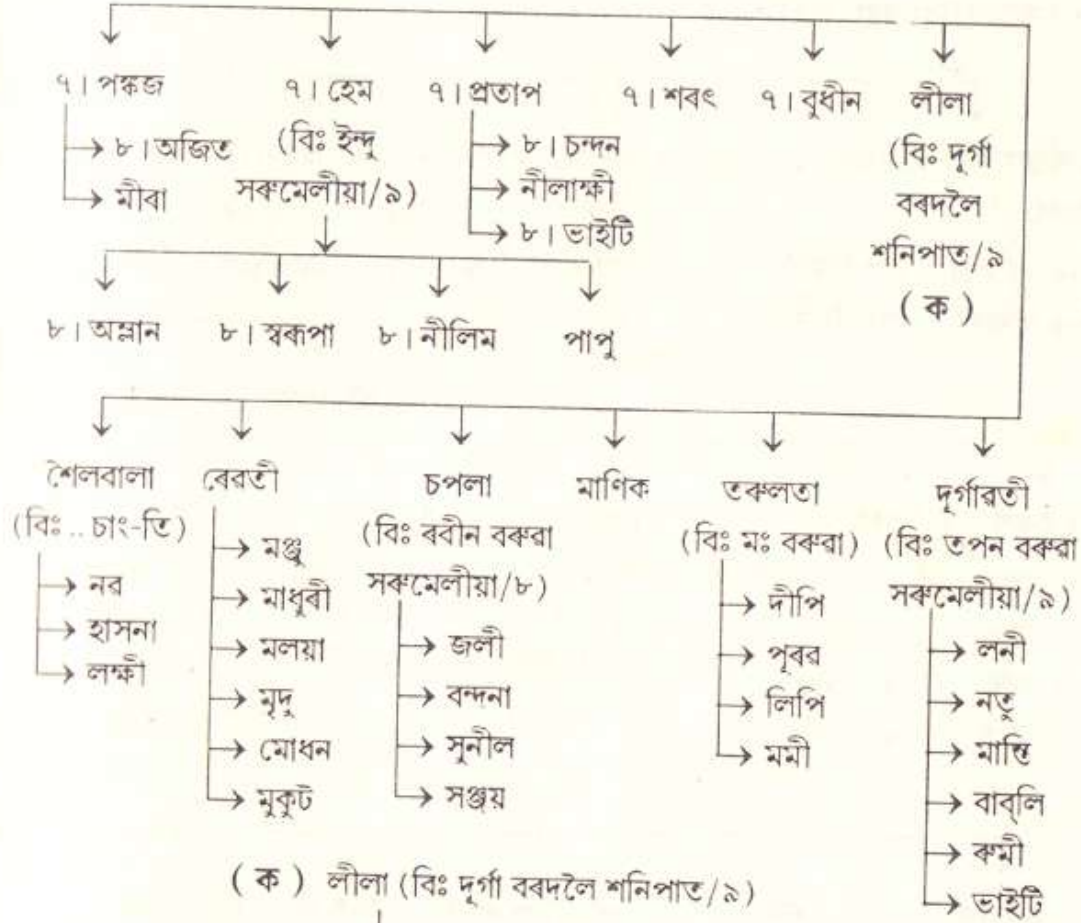 ৭।পঙ্কজ ৭।হেম ৭।প্ৰতাপ ৭।শৰৎ ৭।বুধীন লীলা
→ ৮।অজিত (বিঃ ইন্দু → ৮।চন্দন (বিঃ দূৰ্গা
→ মীৰা সৰুমেলীয়া/৯) → নীলাক্ষী বৰদলৈ
→ ৮।ভাইটি শনিপাত/৯
(ক)
৮।অম্লান ৮।স্বৰূপা ৮।নীলিম পাপু
শৈলবালা ৰেৱতী চপলা মাণিক তৰুলতা দূৰ্গাৱতী
(বিঃ..চাং-তি) (বিঃ ৰবীন বৰুৱা (বিঃ মঃ বৰুৱা) (বিঃ তপন বৰুৱা
→ মঞ্জু সৰুমেলীয়া/৮) সৰুমেলীয়া/৯)
→ নৱ → মাধুৰী → দীপি
→ হাসনা → মলয়া → জলী → পূৰৱ → লনী
→ লক্ষী → মৃদু → বন্দনা → লিপি → নতু
→ মোধন → সুনীল → মমী → মান্তি
→ মুকুট → সঞ্জয় → বাব্‌লি
→ ৰুমী
(ক) লীলা (বিঃ দূৰ্গা বৰদলৈ শনিপাত/৯) → ভাইটি